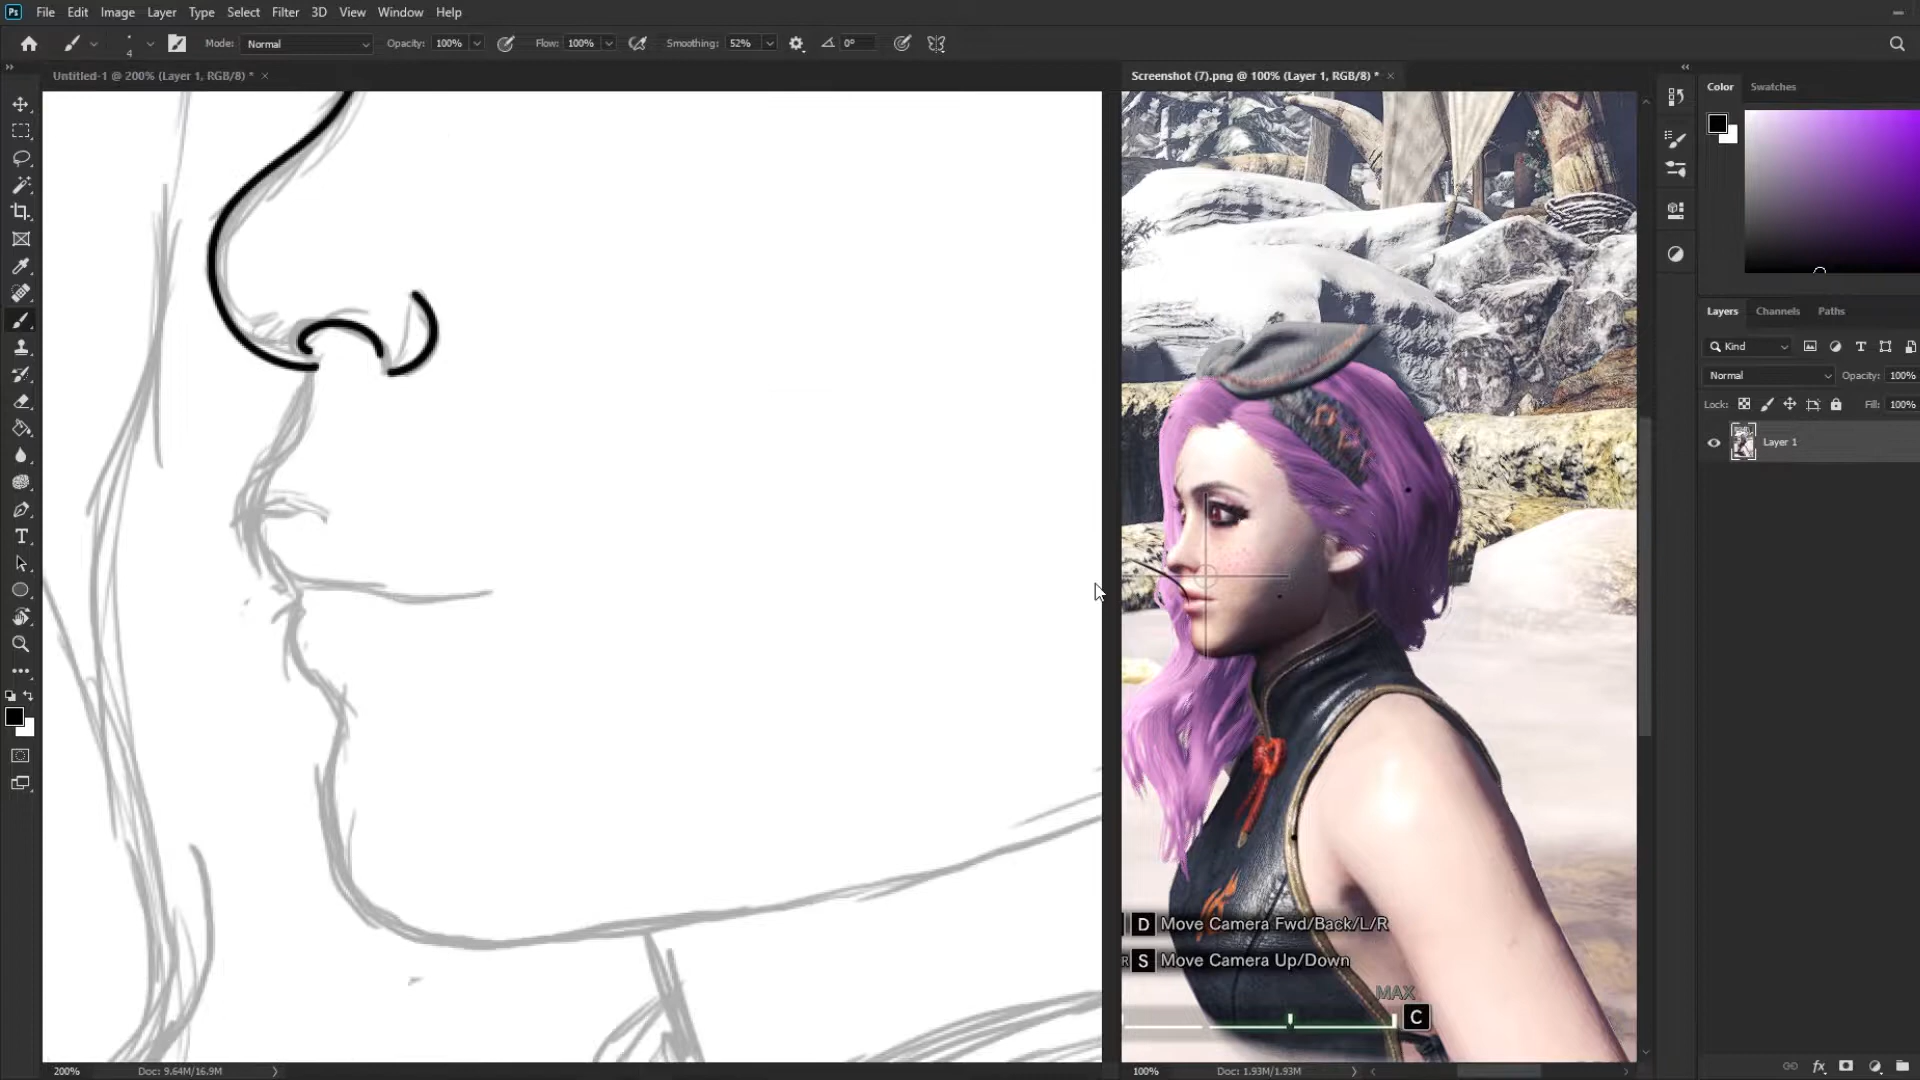 Ps File Edit Image Layer Type Select Filter 3D View Window Help
4 Mode: Normal Opacity: 100% Flow: 100% Smoothing: 52% 0°
Untitled-1 @ 200% (Layer 1, RGB/8) * ×
Screenshot (7).png @ 100% (Layer 1, RGB/8) * ×
Color Swatches
Layers Channels Paths
Kind
Normal Opacity: 100%
Lock: Fill: 100%
Layer 1
D Move Camera Fwd/Back/L/R
R S Move Camera Up/Down
MAX
C
200% Doc: 9.64M/16.9M
100% Doc: 1.93M/1.93M